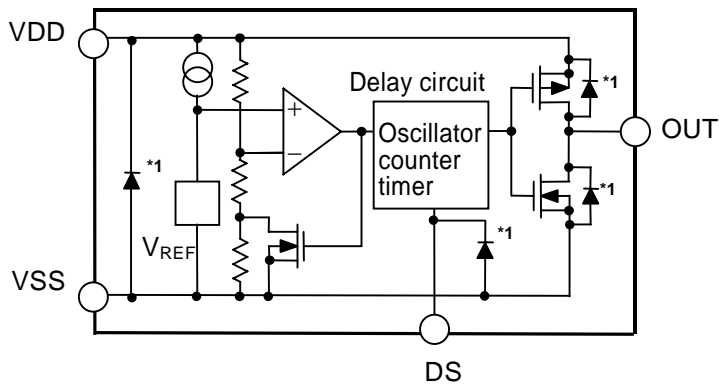 VDD
Delay circuit
*1
+
OUT
Oscillator
counter
timer
−
*1
*1
VREF
*1
VSS
DS